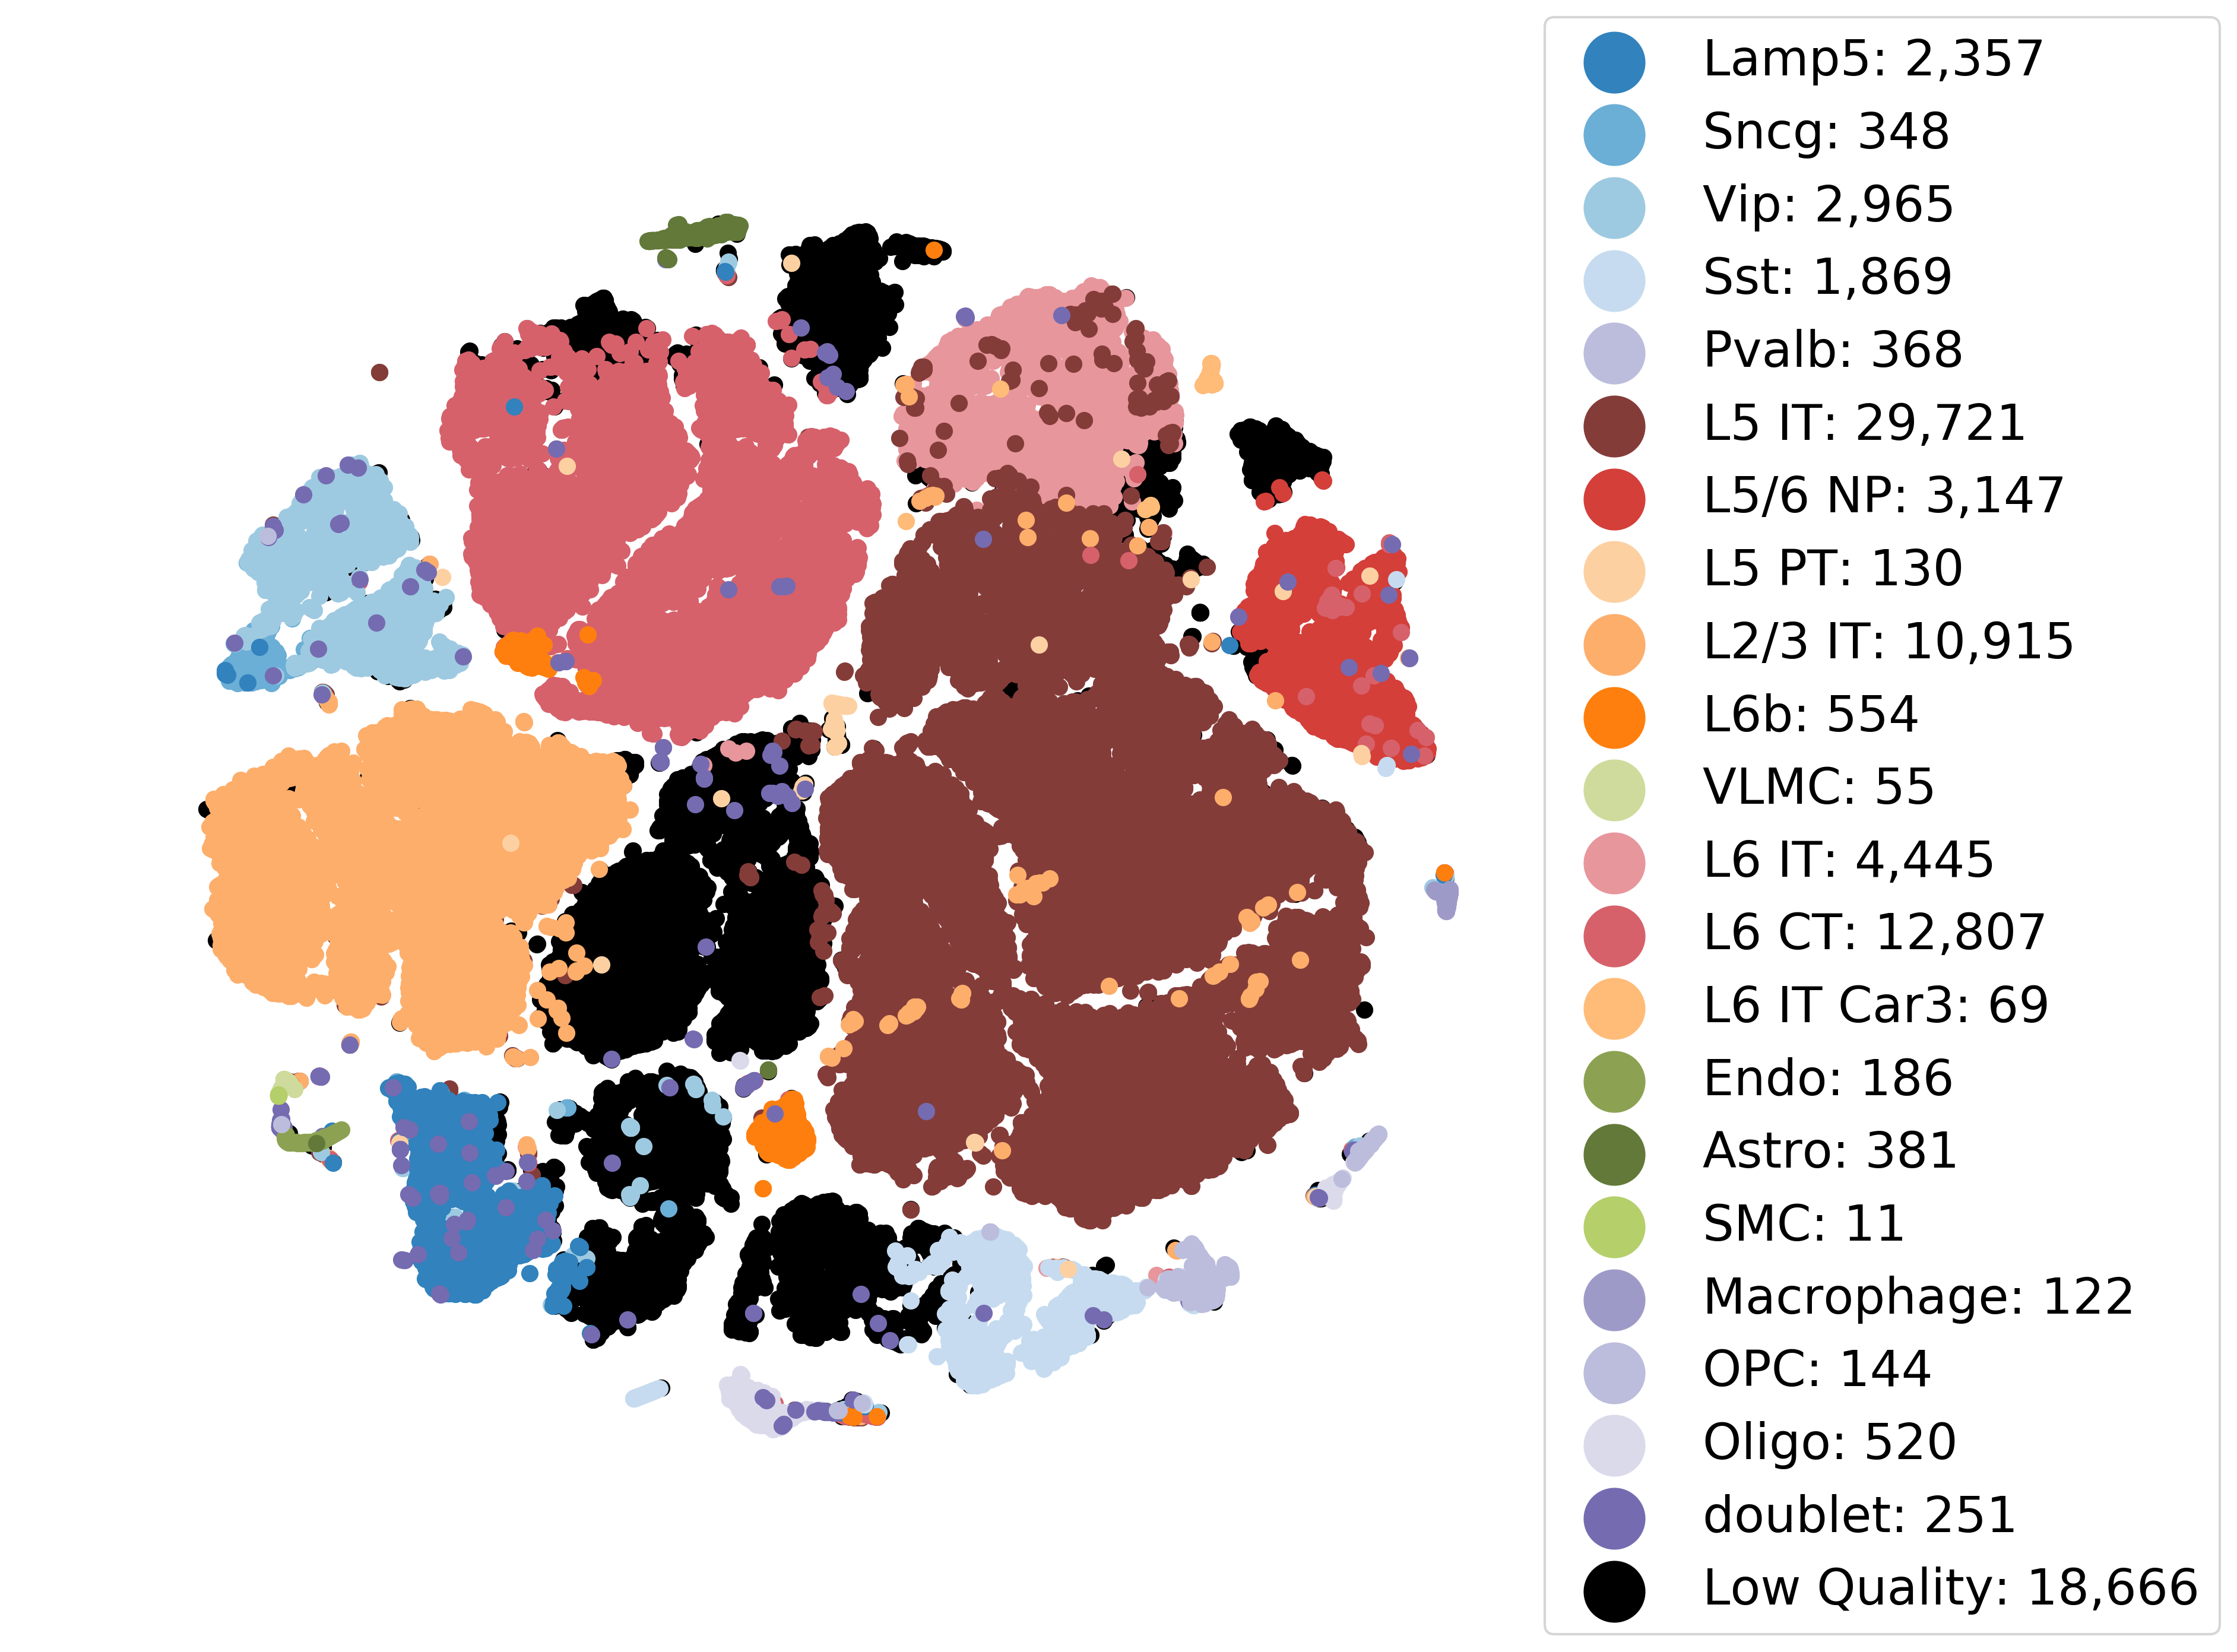 Lamp5: 2,357
Sncg: 348
Vip: 2,965
Sst: 1,869
Pvalb: 368
L5 IT: 29,721
L5/6 NP: 3,147
L5 PT: 130
L2/3 IT: 10,915
L6b: 554
VLMC: 55
L6 IT: 4,445
L6 CT: 12,807
L6 IT Car3: 69
Endo: 186
Astro: 381
SMC: 11
Macrophage: 122
OPC: 144
Oligo: 520
doublet: 251
Low Quality: 18,666